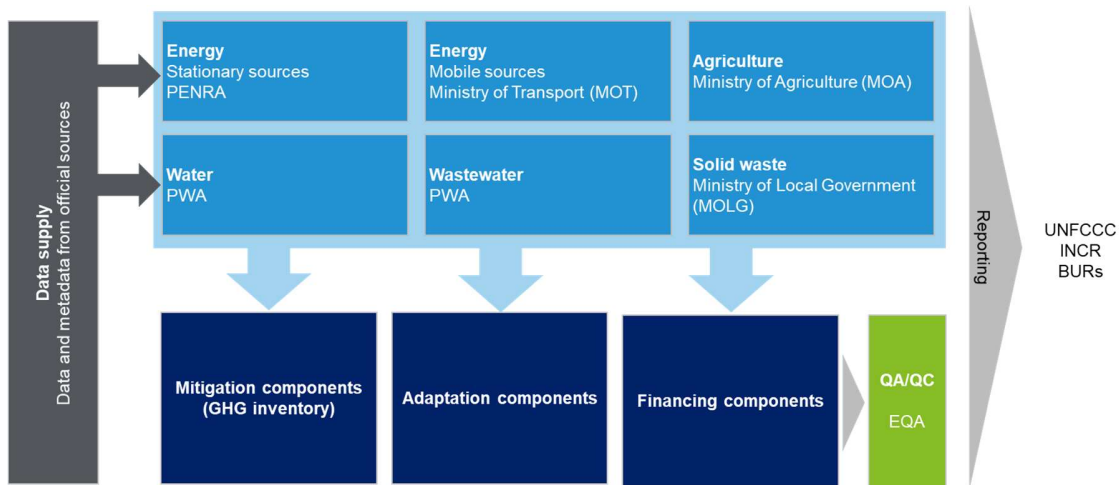 Data supply
Data and metadata from official sources
Energy
Stationary sources
PENRA
Energy
Mobile sources
Ministry of Transport (MOT)
Agriculture
Ministry of Agriculture (MOA)
Water
PWA
Wastewater
PWA
Solid waste
Ministry of Local Government
(MOLG)
Mitigation components
(GHG inventory)
Adaptation components
Financing components
QA/QC
EQA
Reporting
UNFCCC
INCR
BURs